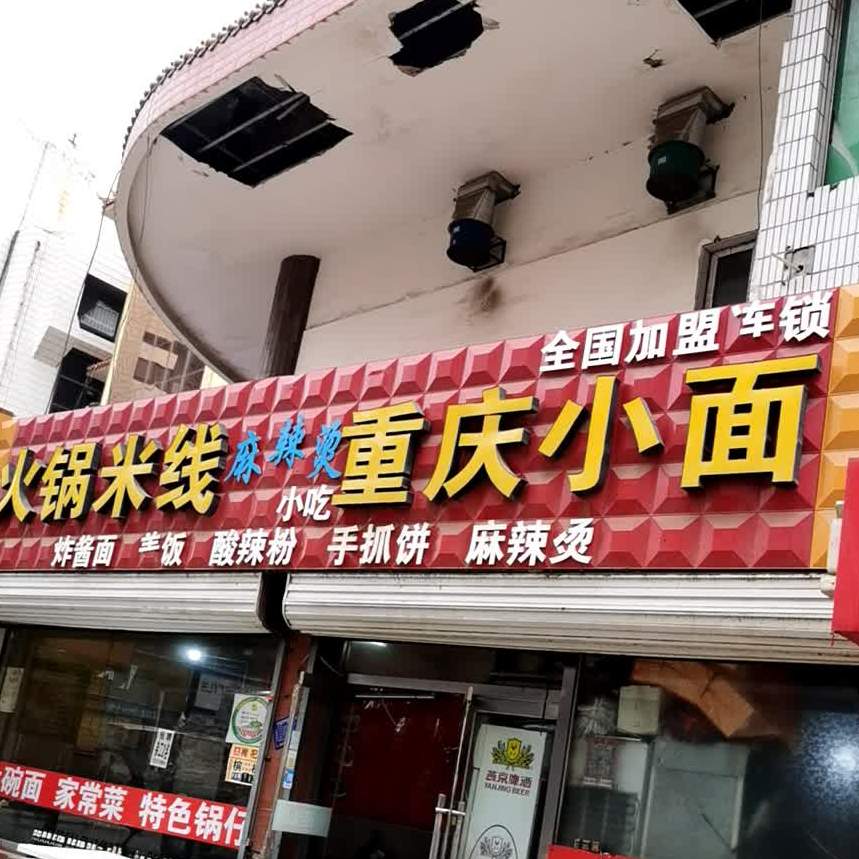 全国加盟 车锁
火锅米线 麻辣烫 重庆小面
小吃
炸酱面 盖饭 酸辣粉 手抓饼 麻辣烫
碗面 家常菜 特色锅仔
燕京啤酒
YANJING BEER